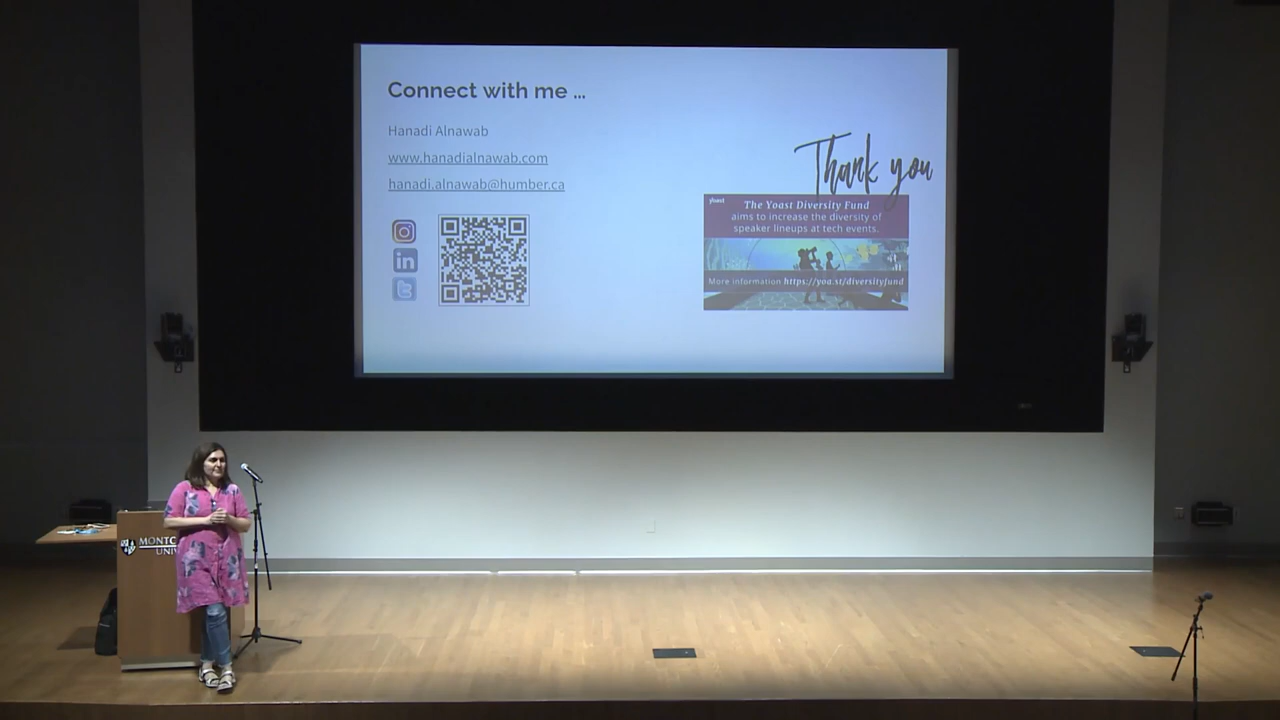 Connect with me ...
Hanadi Alnawab
www.hanadialnawab.com
hanadi.alnawab@humber.ca
Thank you
yoast
The Yoast Diversity Fund
aims to increase the diversity of
speaker lineups at tech events.
More information https://yoa.st/diversityfund
in
MONTC
UNIV